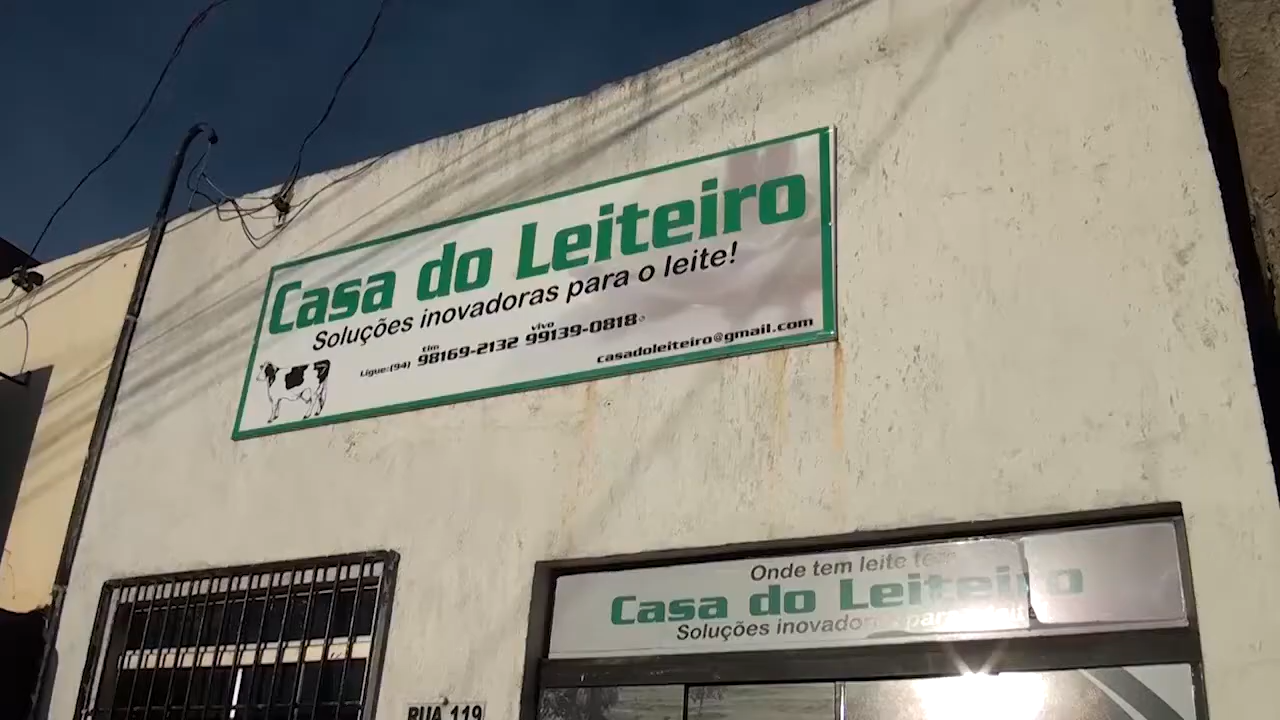 Casa do Leiteiro
Soluções inovadoras para o leite!
tim vivo
Ligue:(94) 98169-2132 99139-0818
casadoleiteiro@gmail.com
Onde tem leite
Casa do Leiteiro
Soluções inovadoras
RUA 119